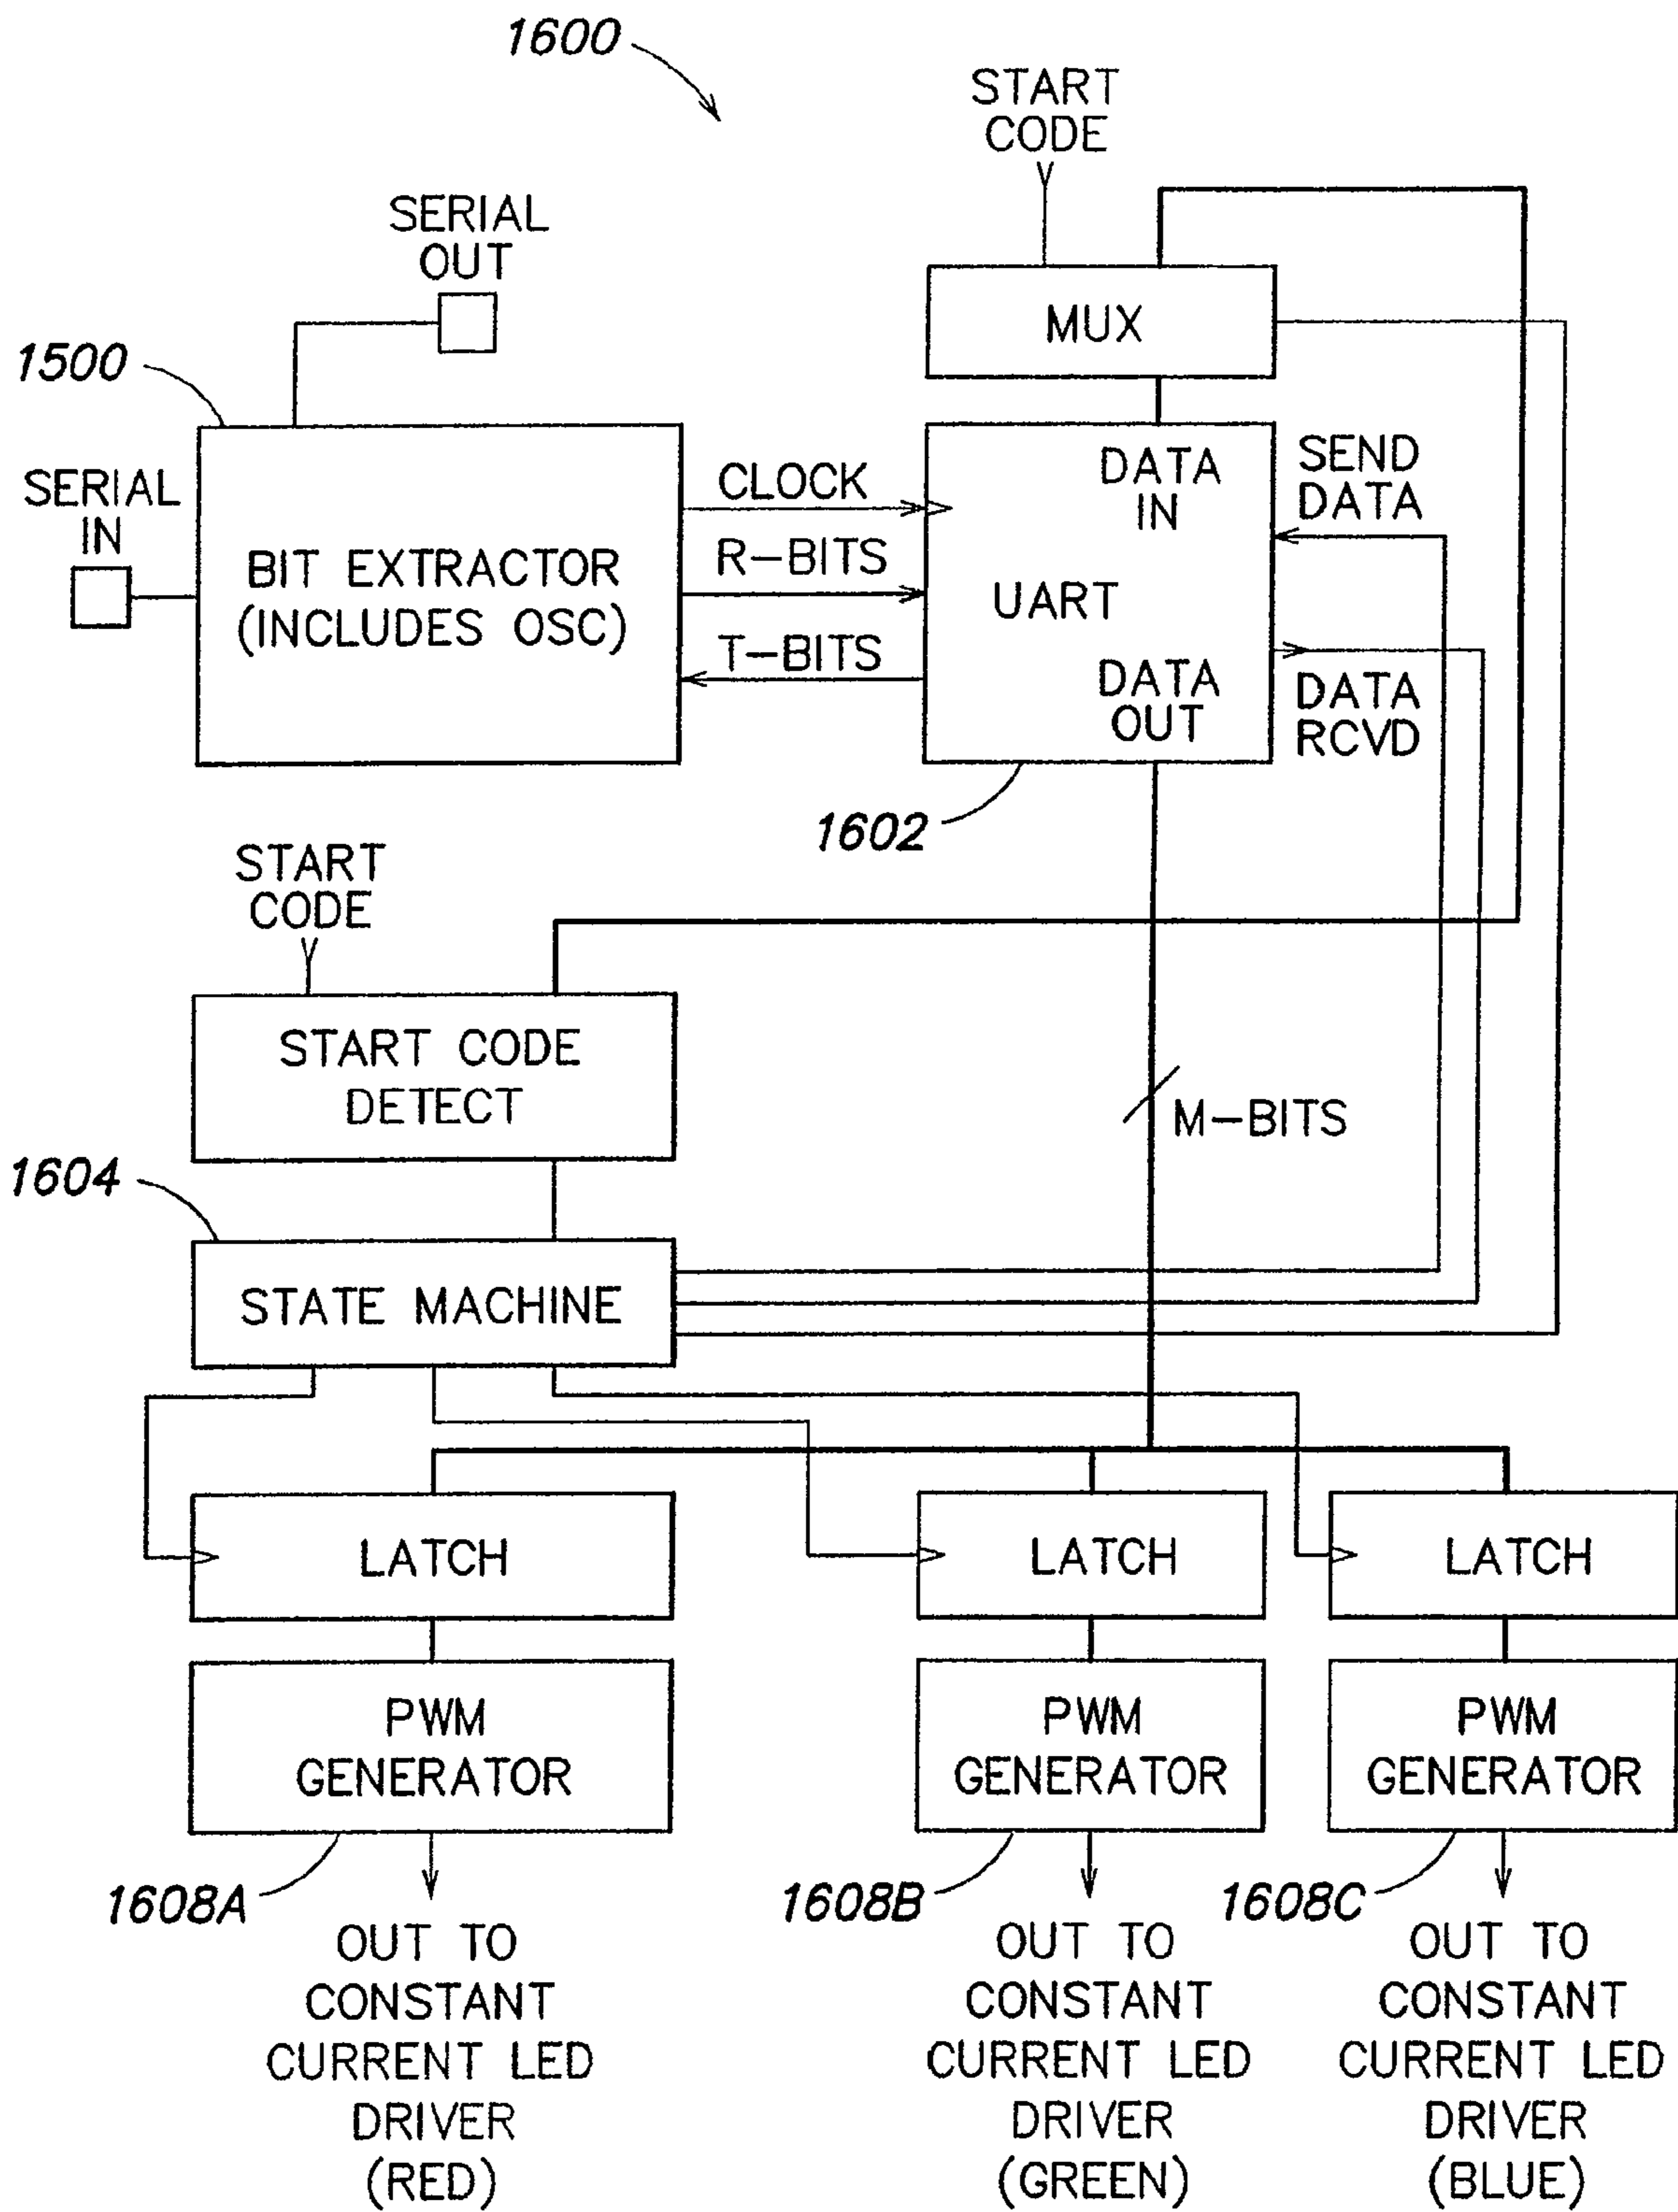 1600
START
CODE
SERIAL
OUT
MUX
1500
SERIAL
IN
BIT EXTRACTOR
(INCLUDES OSC)
CLOCK
R-BITS
T-BITS
DATA
IN
UART
DATA
OUT
SEND
DATA
DATA
RCVD
1602
START
CODE
START CODE
DETECT
M-BITS
1604
STATE MACHINE
LATCH
LATCH
LATCH
PWM
GENERATOR
PWM
GENERATOR
PWM
GENERATOR
1608A
1608B
1608C
OUT TO
CONSTANT
CURRENT LED
DRIVER
(RED)
OUT TO
CONSTANT
CURRENT LED
DRIVER
(GREEN)
OUT TO
CONSTANT
CURRENT LED
DRIVER
(BLUE)